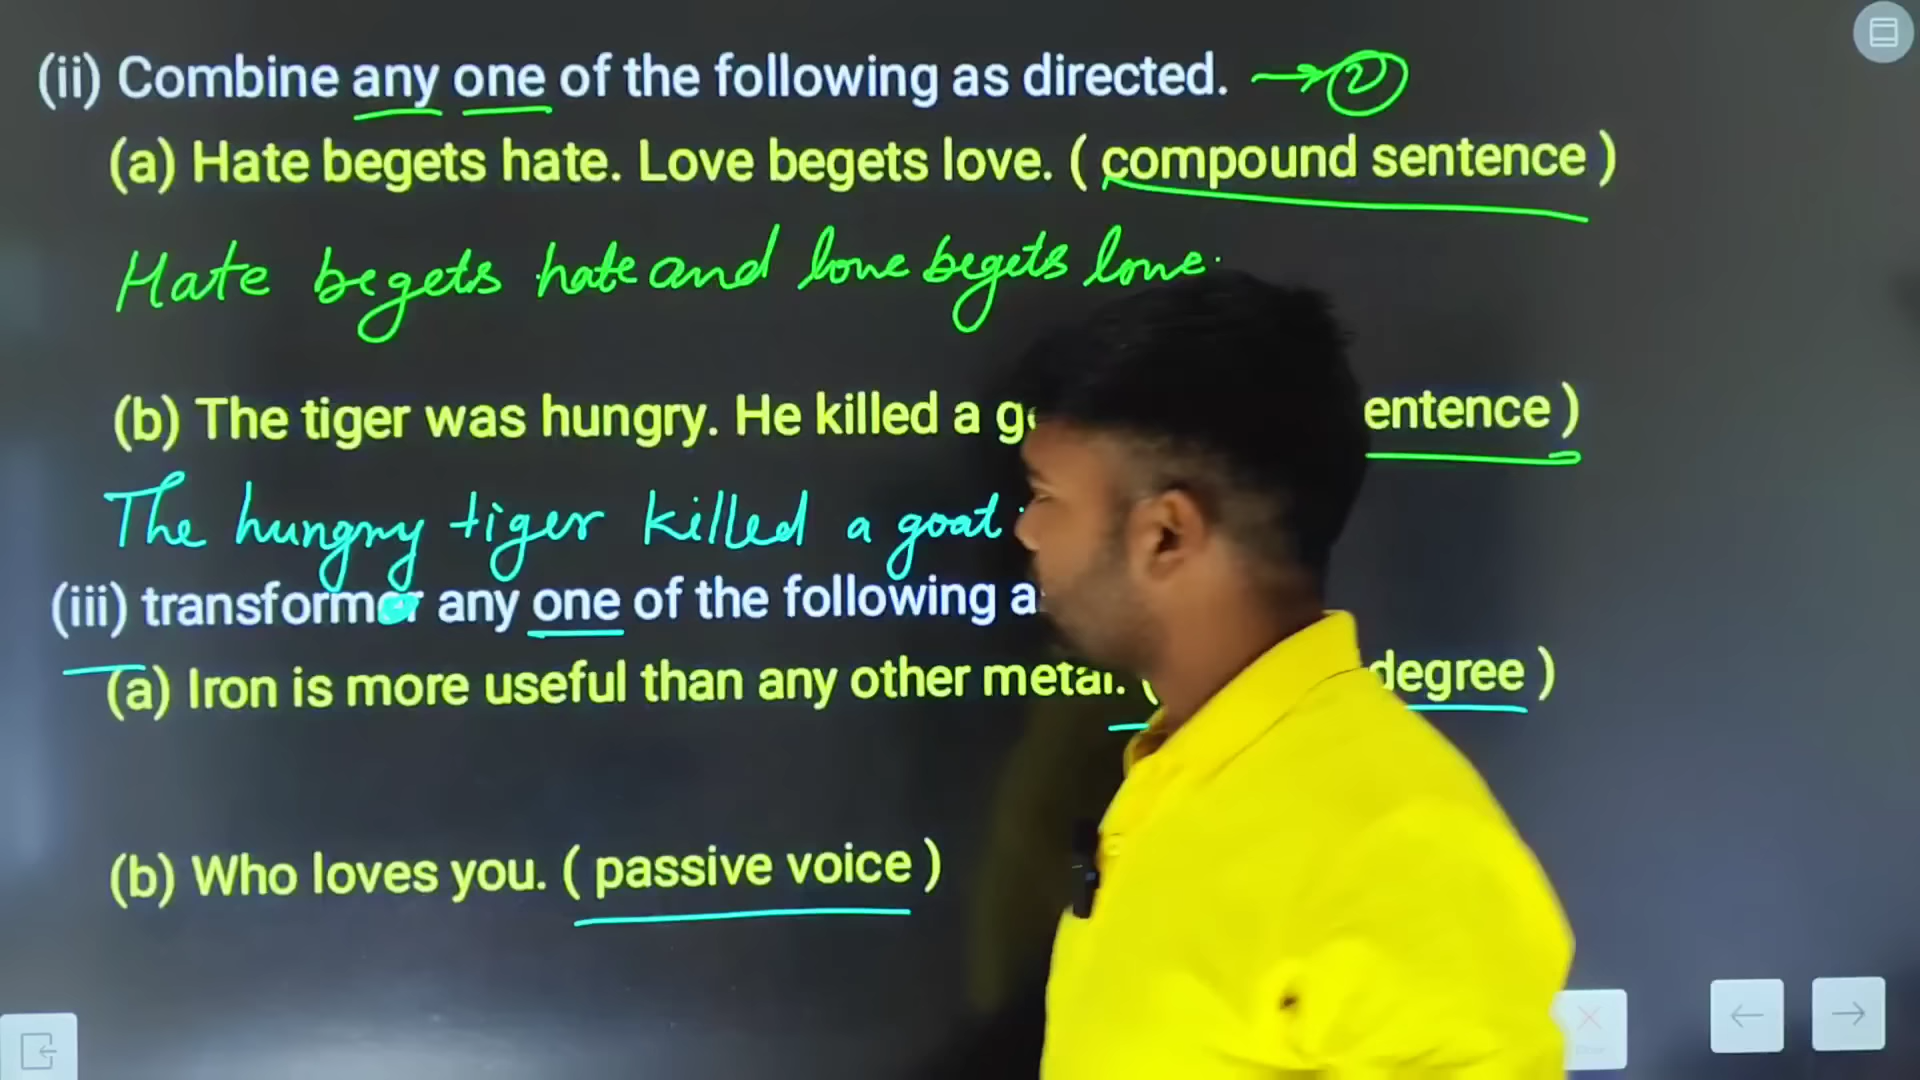 (ii) Combine any one of the following as directed. → 2
(a) Hate begets hate. Love begets love. ( compound sentence )
Hate begets hate and love begets love.
(b) The tiger was hungry. He killed a entence )
The hungry tiger killed a goat
(iii) any one of the following
(a) Iron is more useful than any other metal. ( degree )
(b) Who loves you. ( passive voice )